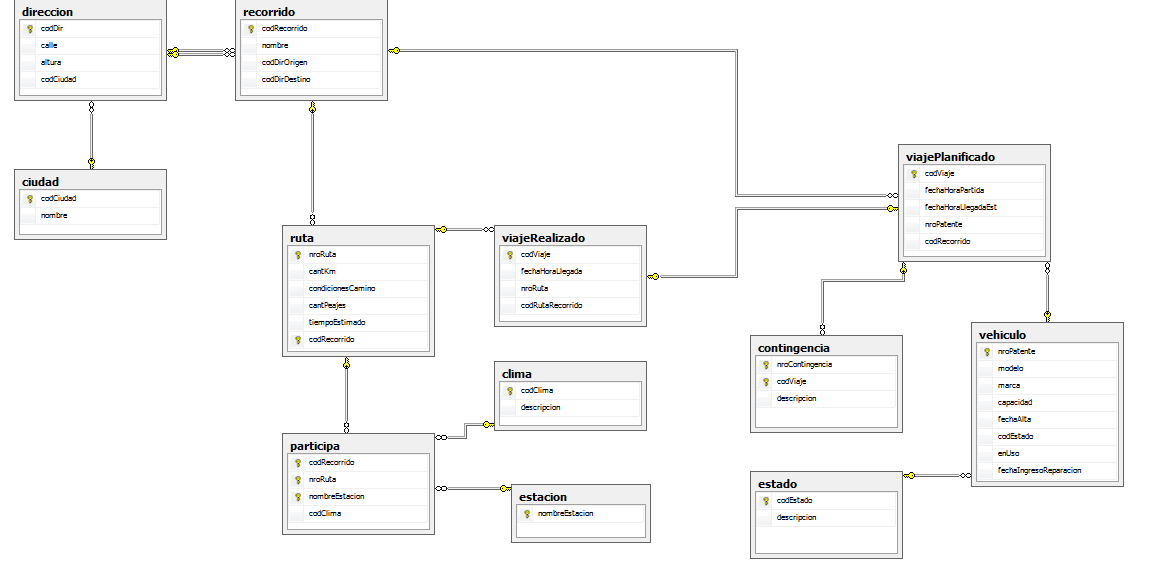 direccion
codDir
calle
altura
codCiudad
recorrido
codRecorrido
nombre
codDirOrigen
codDirDestino
ciudad
codCiudad
nombre
viajePlanificado
codViaje
fechaHoraPartida
fechaHoraLlegadaEst
nroPatente
codRecorrido
ruta
nroRuta
cantKm
condicionesCamino
cantPeajes
tiempoEstimado
codRecorrido
viajeRealizado
codViaje
fechaHoraLlegada
nroRuta
codRutaRecorrido
contingencia
nroContingencia
codViaje
descripcion
vehiculo
nroPatente
modelo
marca
capacidad
fechaAlta
codEstado
enUso
fechaIngresoReparacion
clima
codClima
descripcion
participa
codRecorrido
nroRuta
nombreEstacion
codClima
estacion
nombreEstacion
estado
codEstado
descripcion